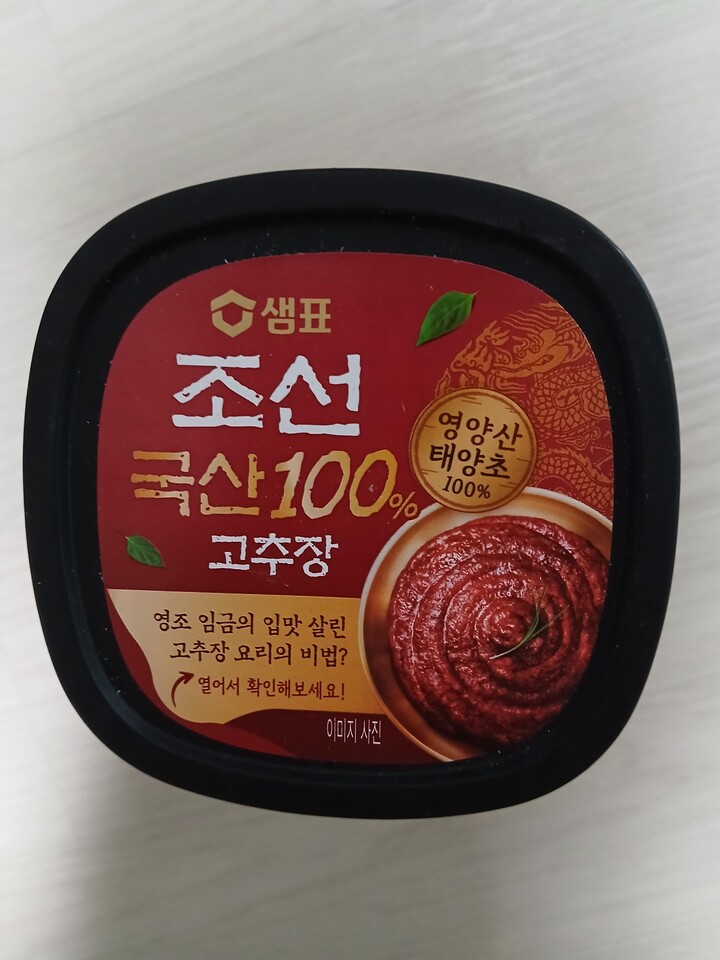 샘표
조선
국산100%
고추장
영양산
태양초
100%
영조 임금의 입맛 살린
고추장 요리의 비법?
열어서 확인해보세요!
이미지 사진